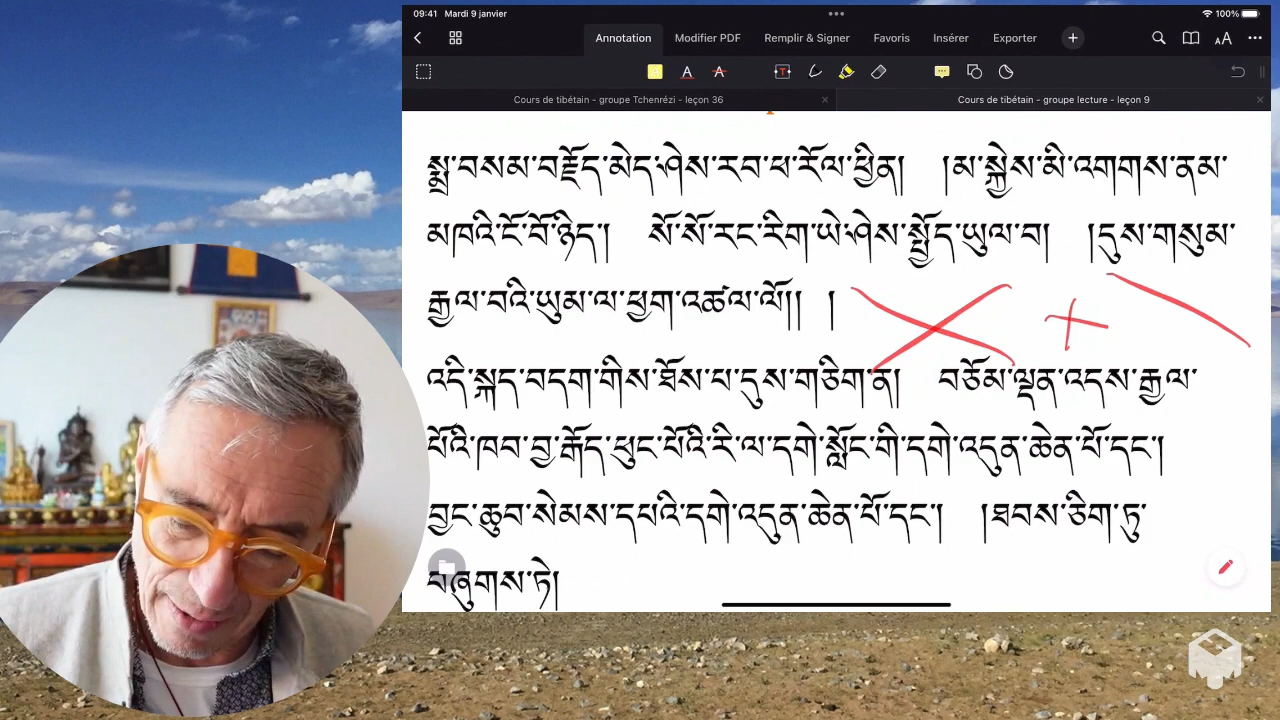 09:41 Mardi 9 janvier
100%
Annotation Modifier PDF Remplir & Signer Favoris Insérer Exporter
Cours de tibétain - groupe Tchenrézi - leçon 36
Cours de tibétain - groupe lecture - leçon 9
སྨྲ་བསམ་བརྗོད་མེད་ཤེས་རབ་ཕ་རོལ་ཕྱིན། །མ་སྐྱེས་མི་འགགས་ནམ་
མཁའི་ངོ་བོ་ཉིད། སོ་སོ་རང་རིག་ཡེ་ཤེས་སྤྱོད་ཡུལ་བ། །དུས་གསུམ་
རྒྱལ་བའི་ཡུམ་ལ་ཕྱག་འཚལ་ལོ།། །
འདི་སྐད་བདག་གིས་ཐོས་པ་དུས་གཅིག་ན། བཅོམ་ལྡན་འདས་རྒྱལ་
པོའི་ཁབ་བྱ་རྒོད་ཕུང་པོའི་རི་ལ་དགེ་སློང་གི་དགེ་འདུན་ཆེན་པོ་དང་།
བྱང་ཆུབ་སེམས་དཔའི་དགེ་འདུན་ཆེན་པོ་དང་། །ཐབས་ཅིག་ཏུ་
བཞུགས་ཏེ།